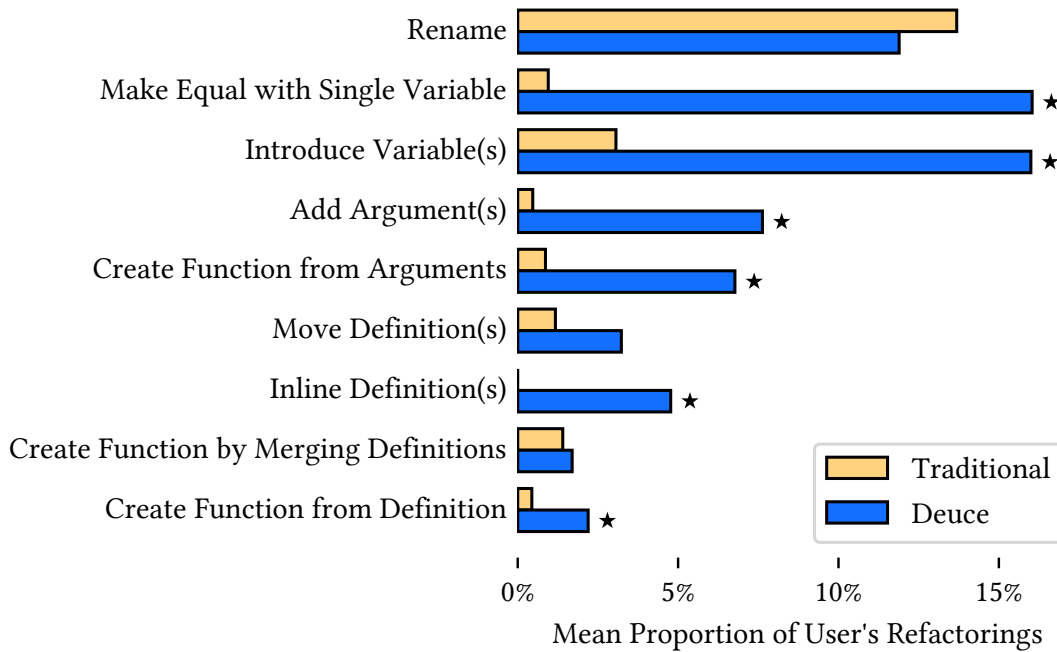 Rename
Make Equal with Single Variable
★
Introduce Variable(s)
★
Add Argument(s)
★
Create Function from Arguments
★
Move Definition(s)
Inline Definition(s)
★
Create Function by Merging Definitions
Create Function from Definition
★
Traditional
Deuce
0% 5% 10% 15%
Mean Proportion of User's Refactorings